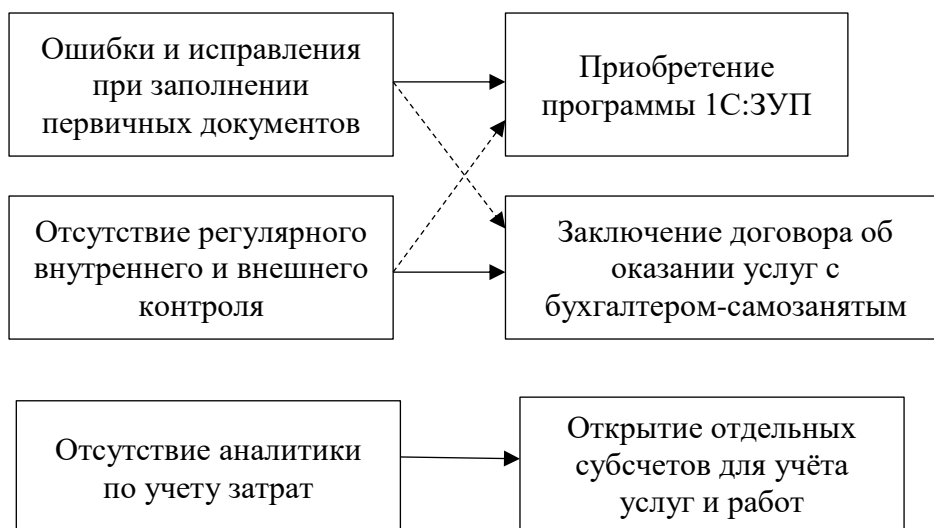 Ошибки и исправления
при заполнении
первичных документов
Приобретение
программы 1С:ЗУП
Отсутствие регулярного
внутреннего и внешнего
контроля
Заключение договора об
оказании услуг с
бухгалтером-самозанятым
Отсутствие аналитики
по учету затрат
Открытие отдельных
субсчетов для учёта
услуг и работ